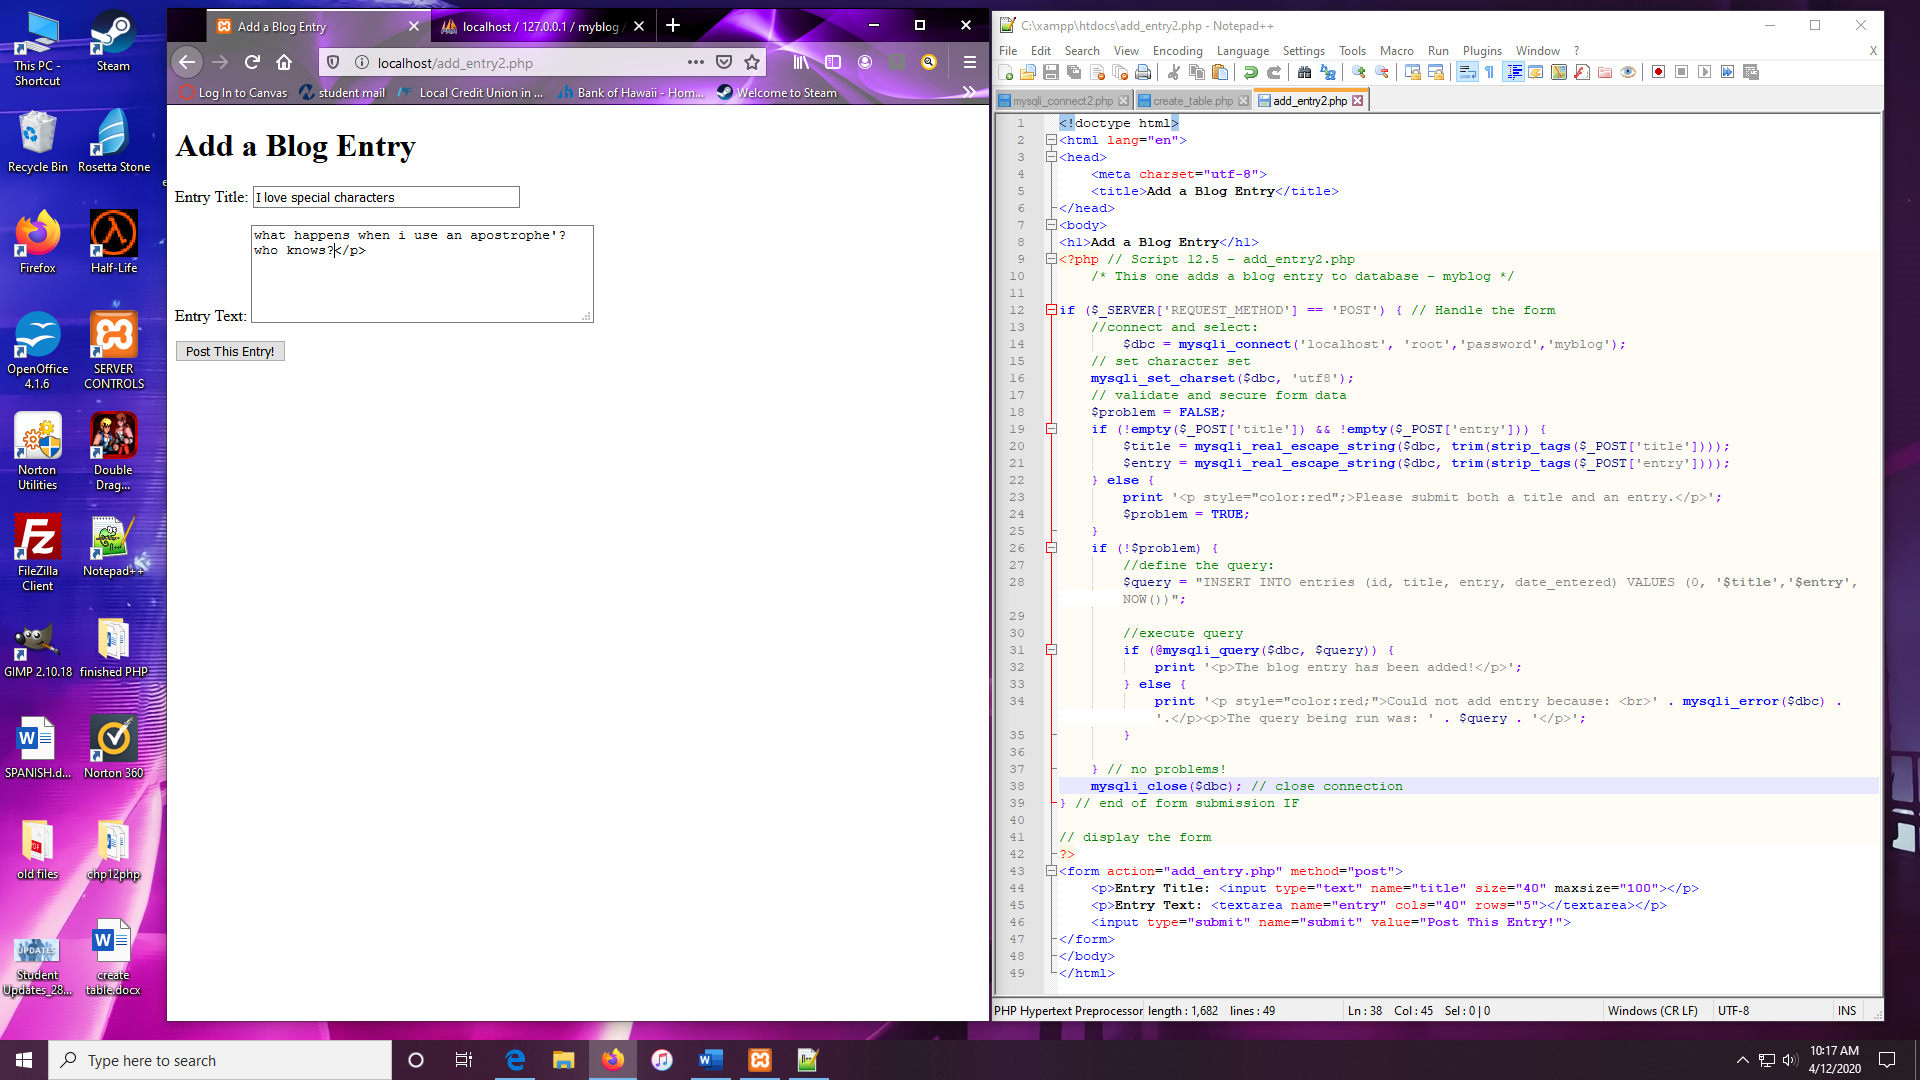 This PC - Shortcut
Steam
Recycle Bin
Rosetta Stone
Firefox
Half-Life
OpenOffice 4.1.6
SERVER CONTROLS
Norton Utilities
Double Drag...
FileZilla Client
Notepad++
GIMP 2.10.18
finished PHP
SPANISH.d...
Norton 360
old files
chp12php
Student Updates_28...
create table.docx
Add a Blog Entry
localhost / 127.0.0.1 / myblog /
localhost/add_entry2.php
Log In to Canvas
student mail
Local Credit Union in ...
Bank of Hawaii - Hom...
Welcome to Steam
Add a Blog Entry
Entry Title: I love special characters
what happens when i use an apostrophe'?
who knows?</p>
Entry Text:
Post This Entry!
C:\xampp\htdocs\add_entry2.php - Notepad++
File Edit Search View Encoding Language Settings Tools Macro Run Plugins Window ? X
mysqli_connect2.php
create_table.php
add_entry2.php
1 <!doctype html>
2 <html lang="en">
3 <head>
4 <meta charset="utf-8">
5 <title>Add a Blog Entry</title>
6 </head>
7 <body>
8 <h1>Add a Blog Entry</h1>
9 <?php // Script 12.5 - add_entry2.php
10 /* This one adds a blog entry to database - myblog */
11
12 if ($_SERVER['REQUEST_METHOD'] == 'POST') { // Handle the form
13 //connect and select:
14 $dbc = mysqli_connect('localhost', 'root','password','myblog');
15 // set character set
16 mysqli_set_charset($dbc, 'utf8');
17 // validate and secure form data
18 $problem = FALSE;
19 if (!empty($_POST['title']) && !empty($_POST['entry'])) {
20 $title = mysqli_real_escape_string($dbc, trim(strip_tags($_POST['title'])));
21 $entry = mysqli_real_escape_string($dbc, trim(strip_tags($_POST['entry'])));
22 } else {
23 print '<p style="color:red";>Please submit both a title and an entry.</p>';
24 $problem = TRUE;
25 }
26 if (!$problem) {
27 //define the query:
28 $query = "INSERT INTO entries (id, title, entry, date_entered) VALUES (0, '$title','$entry',
NOW())";
29
30 //execute query
31 if (@mysqli_query($dbc, $query)) {
32 print '<p>The blog entry has been added!</p>';
33 } else {
34 print '<p style="color:red;">Could not add entry because: <br>' . mysqli_error($dbc) .
'.</p><p>The query being run was: ' . $query . '</p>';
35 }
36
37 } // no problems!
38 mysqli_close($dbc); // close connection
39 } // end of form submission IF
40
41 // display the form
42 ?>
43 <form action="add_entry.php" method="post">
44 <p>Entry Title: <input type="text" name="title" size="40" maxsize="100"></p>
45 <p>Entry Text: <textarea name="entry" cols="40" rows="5"></textarea></p>
46 <input type="submit" name="submit" value="Post This Entry!">
47 </form>
48 </body>
49 </html>
PHP Hypertext Preprocessor length : 1,682 lines : 49 Ln : 38 Col : 45 Sel : 0 | 0 Windows (CR LF) UTF-8 INS
Type here to search
10:17 AM
4/12/2020